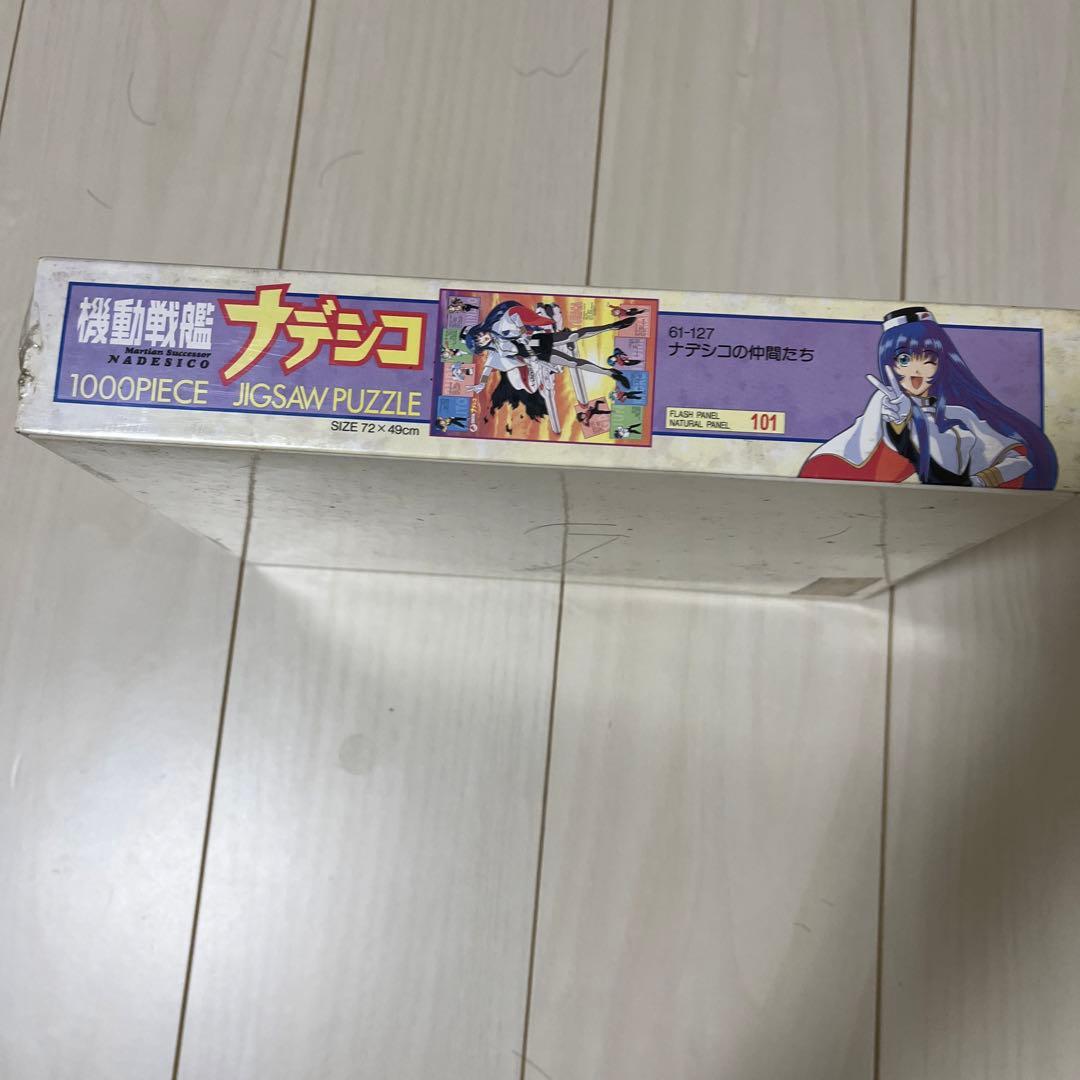 機動戦艦
ナデシコ
Martian Successor
NADESICO
1000PIECE JIGSAW PUZZLE
SIZE 72×49cm
61-127
ナデシコの仲間たち
FLASH PANEL
NATURAL PANEL
101